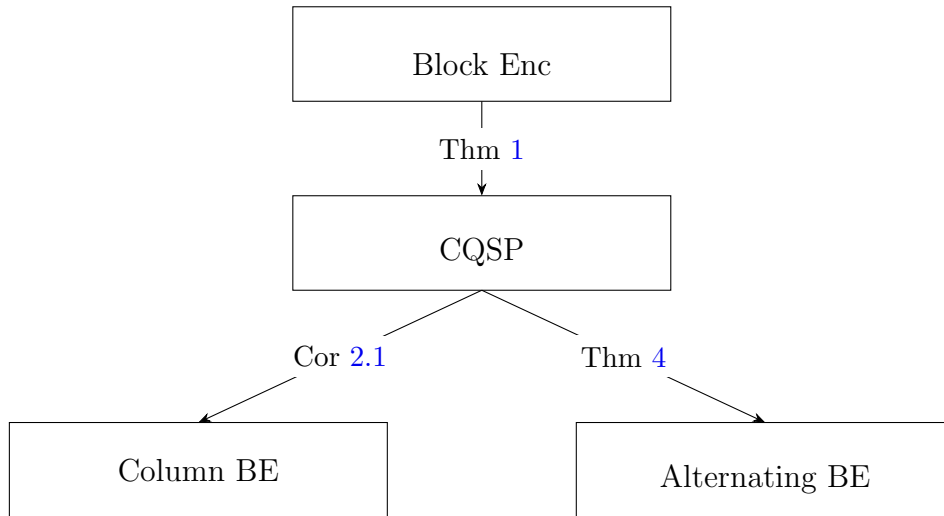 Block Enc
Thm 1
CQSP
Cor 2.1
Thm 4
Column BE
Alternating BE